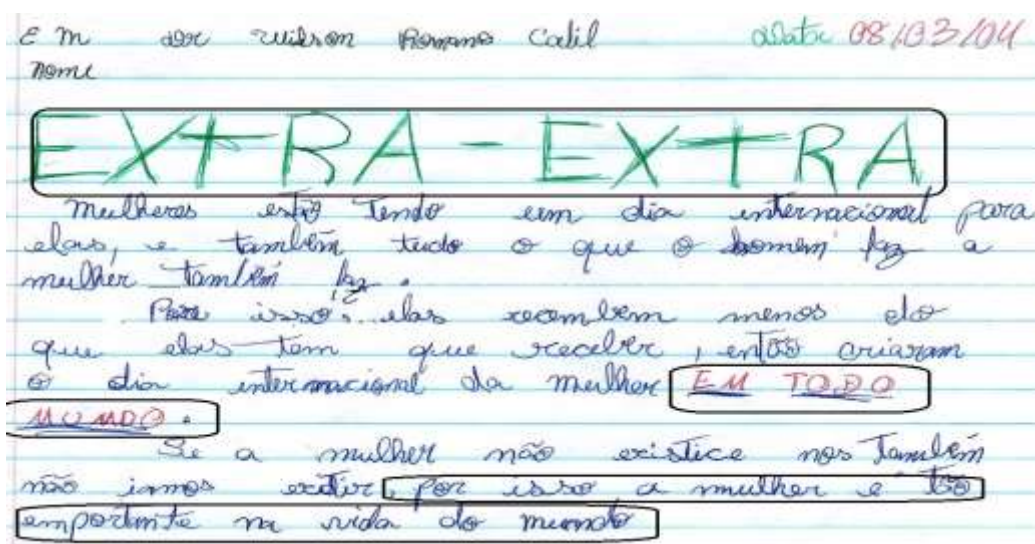 E M dor Wilson Romano Calil Data 08/03/04
nome
EXTRA - EXTRA
mulheres estão tendo um dia internacional para
elas, e também tudo o que o homem faz a
mulher também faz.
Para isso, elas recembem menos do
que elas tem que receber, então criaram
o dia internacional da mulher EM TODO
MUNDO.
Se a mulher não existice nos também
não iamos exitir, por isso a mulher é tão
emportante na vida do mundo